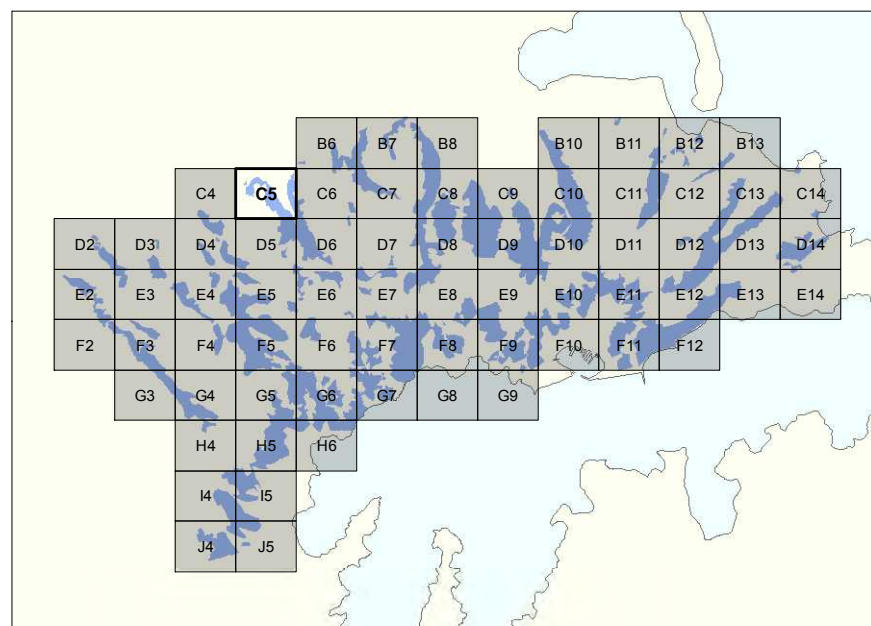 B6 B7 B8 B10 B11 B12 B13
C4 C5 C6 C7 C8 C9 C10 C11 C12 C13 C14
D2 D3 D4 D5 D6 D7 D8 D9 D10 D11 D12 D13 D14
E2 E3 E4 E5 E6 E7 E8 E9 E10 E11 E12 E13 E14
F2 F3 F4 F5 F6 F7 F8 F9 F10 F11 F12
G3 G4 G5 G6 G7 G8 G9
H4 H5 H6
I4 I5
J4 J5